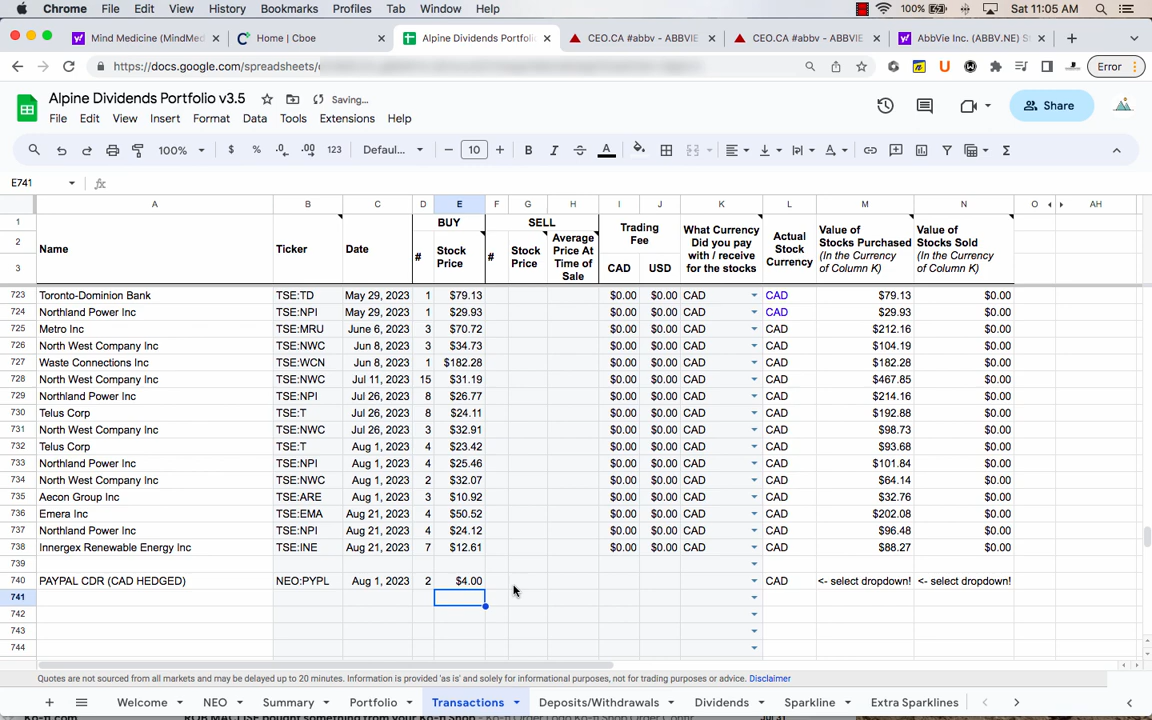 Chrome File Edit View History Bookmarks Profiles Tab Window Help 100% Sat 11:05 AM
Mind Medicine (MindMed × Home | Cboe × Alpine Dividends Portfolio × CEO.CA #abbv - ABBVIE × CEO.CA #abbv - ABBVIE × AbbVie Inc. (ABBV.NE) S ×
https://docs.google.com/spreadsheets/ Error
Alpine Dividends Portfolio v3.5 Saving...
File Edit View Insert Format Data Tools Extensions Help Share
100% $ % .0 .00 123 Defaul... − 10 + B I A Σ
E741 fx
A B C D E F G H I J K L M N O AH
1 BUY SELL Trading Fee What Currency Did you pay with / receive for the stocks Actual Stock Currency Value of Stocks Purchased (In the Currency of Column K) Value of Stocks Sold (In the Currency of Column K)
2 Name Ticker Date # Stock Price # Stock Price Average Price At Time of Sale
3 CAD USD
723 Toronto-Dominion Bank TSE:TD May 29, 2023 1 $79.13 $0.00 $0.00 CAD CAD $79.13 $0.00
724 Northland Power Inc TSE:NPI May 29, 2023 1 $29.93 $0.00 $0.00 CAD CAD $29.93 $0.00
725 Metro Inc TSE:MRU June 6, 2023 3 $70.72 $0.00 $0.00 CAD CAD $212.16 $0.00
726 North West Company Inc TSE:NWC Jun 8, 2023 3 $34.73 $0.00 $0.00 CAD CAD $104.19 $0.00
727 Waste Connections Inc TSE:WCN Jun 8, 2023 1 $182.28 $0.00 $0.00 CAD CAD $182.28 $0.00
728 North West Company Inc TSE:NWC Jul 11, 2023 15 $31.19 $0.00 $0.00 CAD CAD $467.85 $0.00
729 Northland Power Inc TSE:NPI Jul 26, 2023 8 $26.77 $0.00 $0.00 CAD CAD $214.16 $0.00
730 Telus Corp TSE:T Jul 26, 2023 8 $24.11 $0.00 $0.00 CAD CAD $192.88 $0.00
731 North West Company Inc TSE:NWC Jul 26, 2023 3 $32.91 $0.00 $0.00 CAD CAD $98.73 $0.00
732 Telus Corp TSE:T Aug 1, 2023 4 $23.42 $0.00 $0.00 CAD CAD $93.68 $0.00
733 Northland Power Inc TSE:NPI Aug 1, 2023 4 $25.46 $0.00 $0.00 CAD CAD $101.84 $0.00
734 North West Company Inc TSE:NWC Aug 1, 2023 2 $32.07 $0.00 $0.00 CAD CAD $64.14 $0.00
735 Aecon Group Inc TSE:ARE Aug 1, 2023 3 $10.92 $0.00 $0.00 CAD CAD $32.76 $0.00
736 Emera Inc TSE:EMA Aug 21, 2023 4 $50.52 $0.00 $0.00 CAD CAD $202.08 $0.00
737 Northland Power Inc TSE:NPI Aug 21, 2023 4 $24.12 $0.00 $0.00 CAD CAD $96.48 $0.00
738 Innergex Renewable Energy Inc TSE:INE Aug 21, 2023 7 $12.61 $0.00 $0.00 CAD CAD $88.27 $0.00
739
740 PAYPAL CDR (CAD HEDGED) NEO:PYPL Aug 1, 2023 2 $4.00 CAD <- select dropdown! <- select dropdown!
741
742
743
744
Quotes are not sourced from all markets and may be delayed up to 20 minutes. Information is provided 'as is' and solely for informational purposes, not for trading purposes or advice. Disclaimer
Welcome NEO Summary Portfolio Transactions Deposits/Withdrawals Dividends Sparkline Extra Sparklines